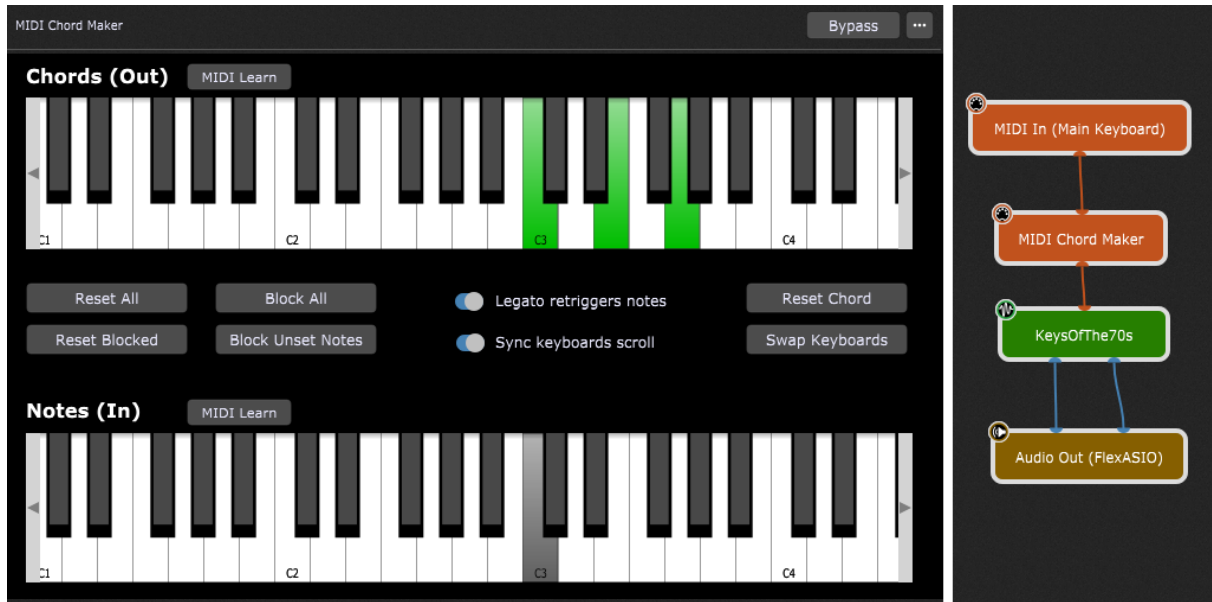 MIDI Chord Maker
Bypass
...
Chords (Out)
MIDI Learn
C1
C2
C3
C4
Reset All
Block All
Legato retriggers notes
Reset Chord
Reset Blocked
Block Unset Notes
Sync keyboards scroll
Swap Keyboards
Notes (In)
MIDI Learn
C1
C2
C3
C4
MIDI In (Main Keyboard)
MIDI Chord Maker
KeysOfThe70s
Audio Out (FlexASIO)